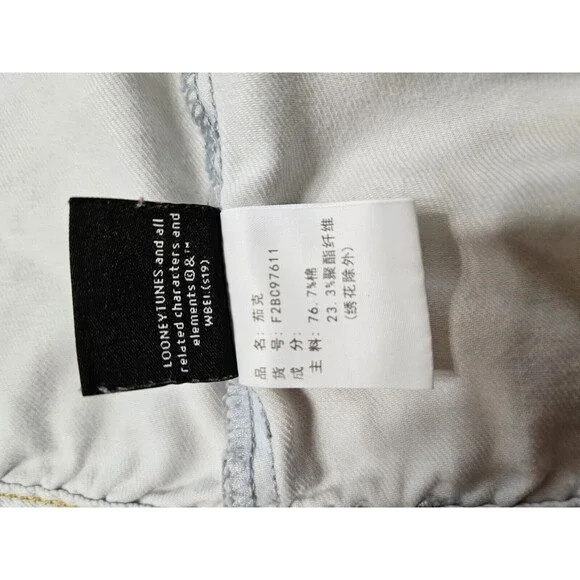 LOONEYTUNES and all
related characters and
elements ©&™
WBEI.(s19)
品 名: 茄克
货 号: F2BC97611
成 分:
主 料: 76.7%棉
23.3%聚酯纤维
(绣花除外)